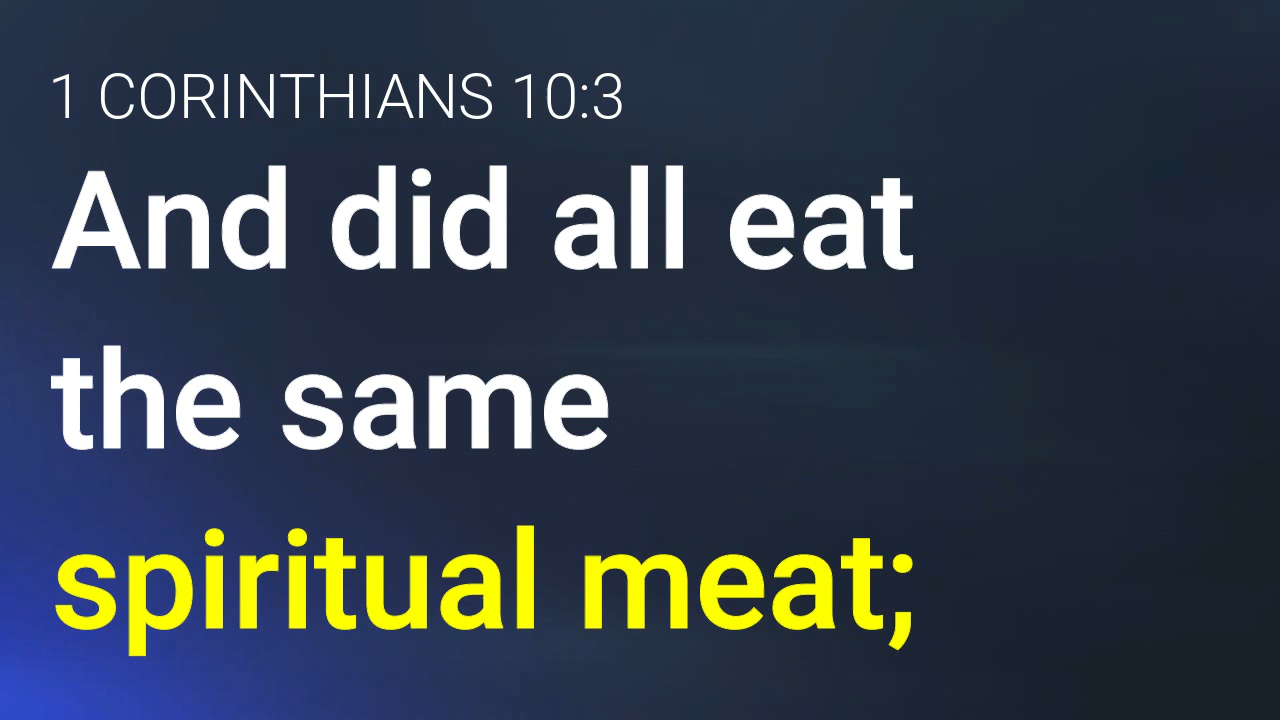 1 CORINTHIANS 10:3
And did all eat
the same
spiritual meat;